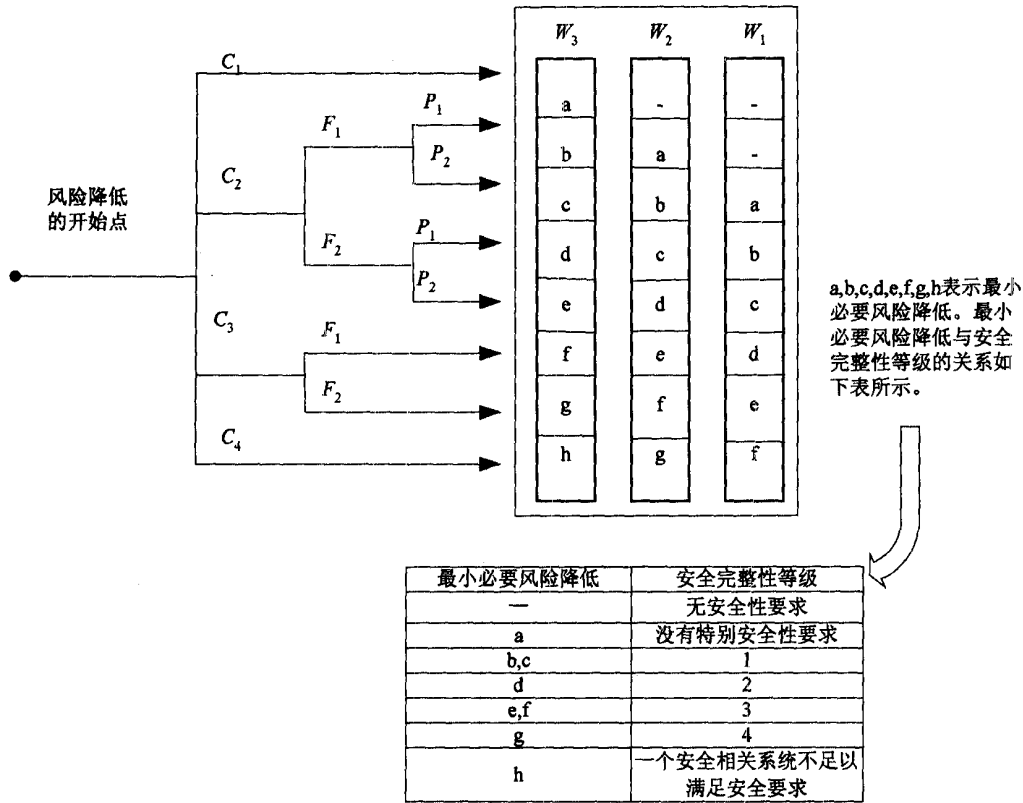 W3 W2 W1
C1
a - -
P1
F1
b a -
P2
C2
c b a
风险降低
的开始点
P1
F2
d c b
P2
e d c
a,b,c,d,e,f,g,h表示最小
必要风险降低。最小
必要风险降低与安全
完整性等级的关系如
下表所示。
C3
F1
f e d
F2
g f e
C4
h g f
最小必要风险降低 安全完整性等级
— 无安全性要求
a 没有特别安全性要求
b,c 1
d 2
e,f 3
g 4
h 一个安全相关系统不足以
满足安全要求